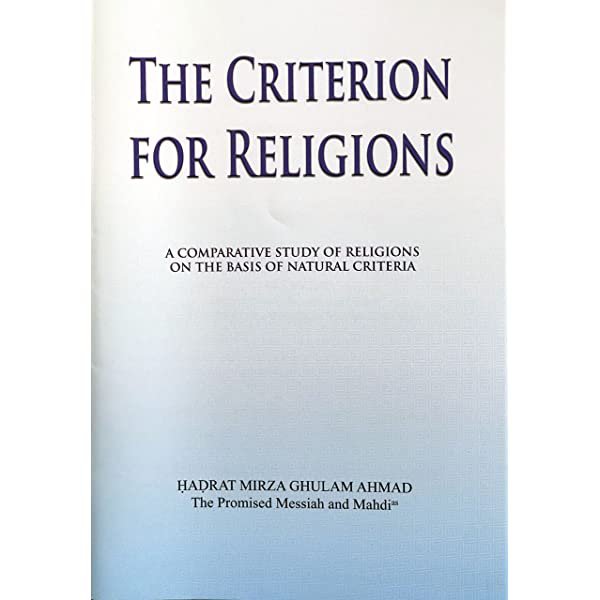 THE CRITERION
FOR RELIGIONS
A COMPARATIVE STUDY OF RELIGIONS
ON THE BASIS OF NATURAL CRITERIA
ḤAḌRAT MIRZA GHULAM AHMAD
The Promised Messiah and Mahdiᵃˢ